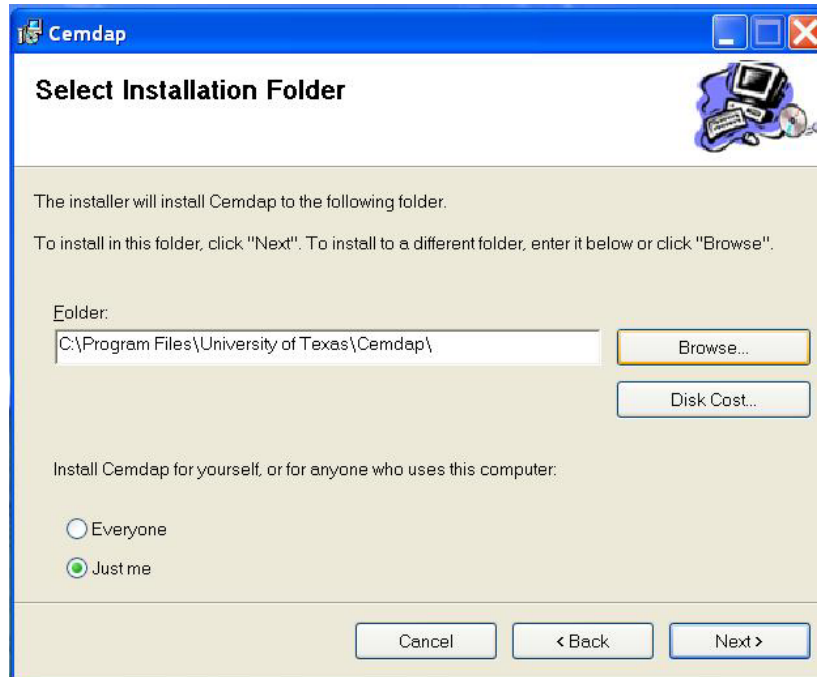 Cemdap
Select Installation Folder
The installer will install Cemdap to the following folder.
To install in this folder, click "Next". To install to a different folder, enter it below or click "Browse".
Folder:
C:\Program Files\University of Texas\Cemdap\
Browse...
Disk Cost...
Install Cemdap for yourself, or for anyone who uses this computer:
Everyone
Just me
Cancel
< Back
Next >